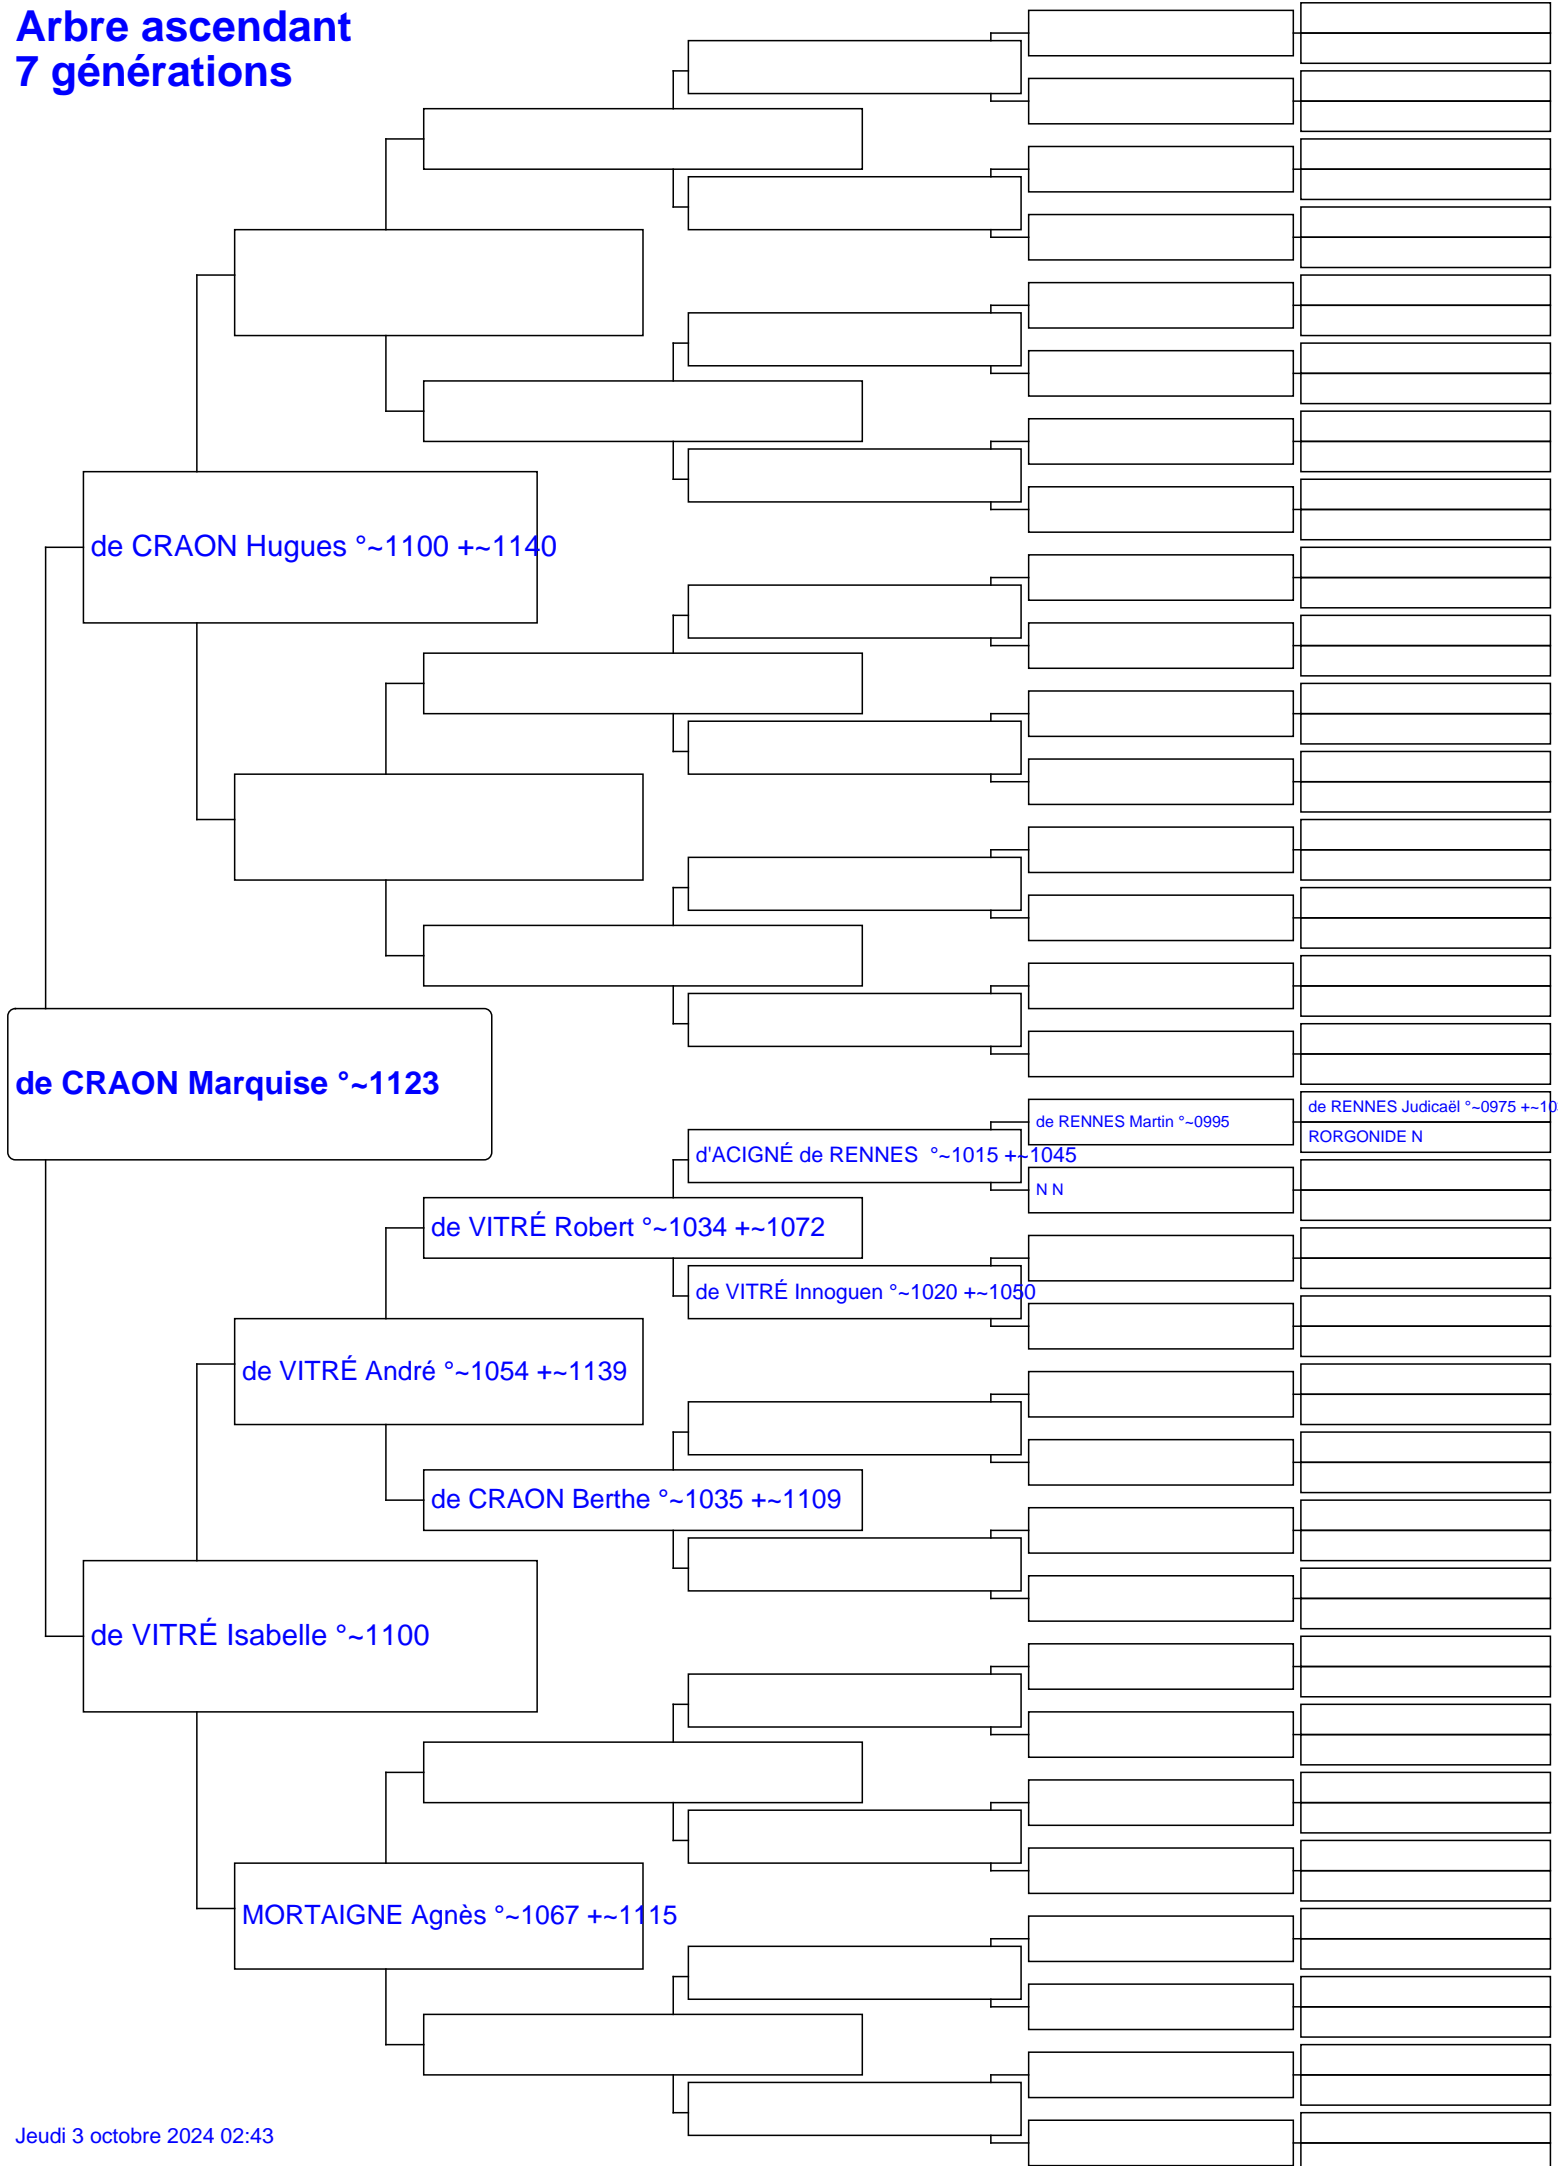 Arbre ascendant
7 générations
de CRAON Hugues °~1100 +~1140
de CRAON Marquise °~1123
de RENNES Judicaël °~0975 +~10
de RENNES Martin °~0995
RORGONIDE N
d'ACIGNÉ de RENNES °~1015 +~1045
N N
de VITRÉ Robert °~1034 +~1072
de VITRÉ Innoguen °~1020 +~1050
de VITRÉ André °~1054 +~1139
de CRAON Berthe °~1035 +~1109
de VITRÉ Isabelle °~1100
MORTAIGNE Agnès °~1067 +~1115
Jeudi 3 octobre 2024 02:43